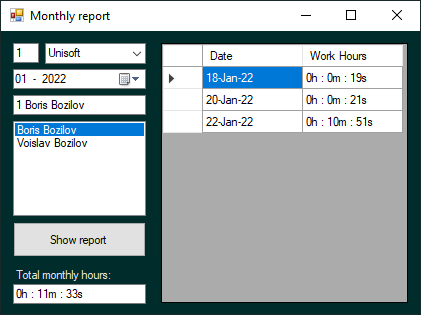 Monthly report
1 Unisoft
01 - 2022
1 Boris Bozilov
Boris Bozilov
Voislav Bozilov
Show report
Total monthly hours:
0h : 11m : 33s
Date Work Hours
18-Jan-22 0h : 0m : 19s
20-Jan-22 0h : 0m : 21s
22-Jan-22 0h : 10m : 51s